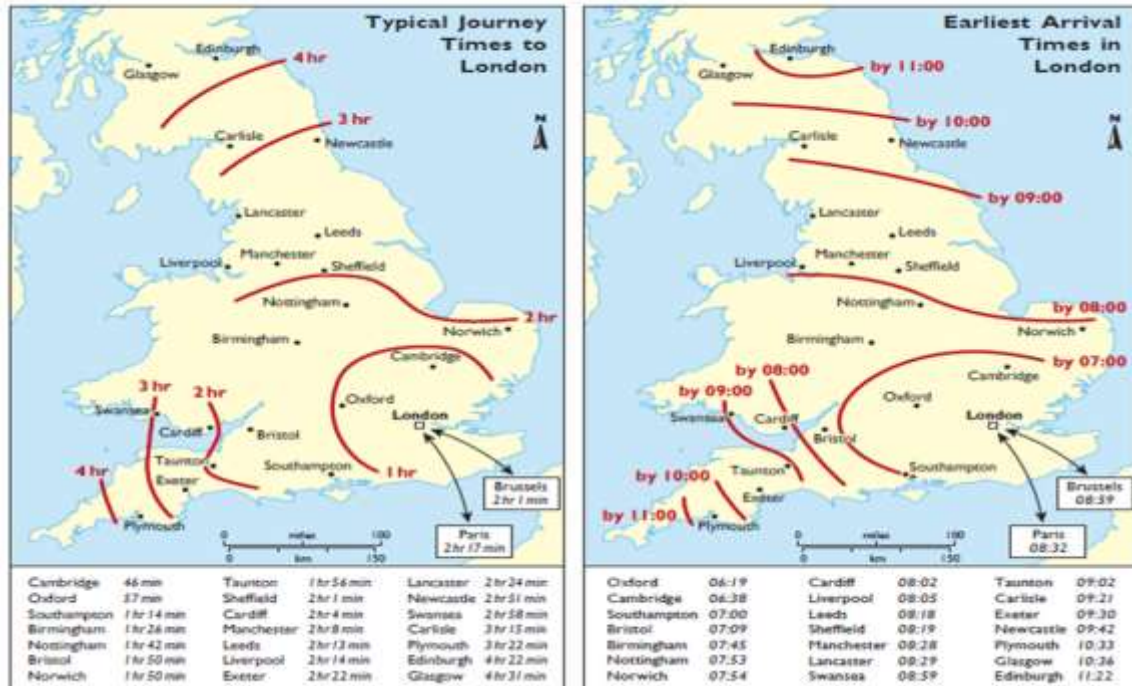 Typical Journey
Times to
London
Edinburgh
Glasgow
4 hr
3 hr
N
Carlisle
Newcastle
Lancaster
Leeds
Manchester
Liverpool
Sheffield
Nottingham
2 hr
Norwich
Birmingham
Cambridge
3 hr
2 hr
Oxford
Swansea
London
Cardiff
Bristol
Taunton
Southampton
1 hr
4 hr
Exeter
Brussels
2 hr 1 min
Plymouth
Paris
2 hr 17 min
0 miles 100
0 km 150
Cambridge 46 min Taunton 1 hr 56 min Lancaster 2 hr 24 min
Oxford 57 min Sheffield 2 hr 1 min Newcastle 2 hr 51 min
Southampton 1 hr 14 min Cardiff 2 hr 4 min Swansea 2 hr 58 min
Birmingham 1 hr 26 min Manchester 2 hr 8 min Carlisle 3 hr 15 min
Nottingham 1 hr 42 min Leeds 2 hr 13 min Plymouth 3 hr 22 min
Bristol 1 hr 50 min Liverpool 2 hr 14 min Edinburgh 4 hr 22 min
Norwich 1 hr 50 min Exeter 2 hr 22 min Glasgow 4 hr 31 min
Earliest Arrival
Times in
London
Edinburgh
Glasgow
by 11:00
by 10:00
N
Carlisle
Newcastle
by 09:00
Lancaster
Leeds
Manchester
Liverpool
Sheffield
Nottingham
by 08:00
Norwich
Birmingham
by 07:00
by 08:00
by 09:00
Cambridge
Oxford
Swansea
London
Cardiff
Bristol
Taunton
Southampton
by 10:00
Exeter
Brussels
08:59
by 11:00
Plymouth
Paris
08:32
0 miles 100
0 km 150
Oxford 06:19 Cardiff 08:02 Taunton 09:02
Cambridge 06:38 Liverpool 08:05 Carlisle 09:21
Southampton 07:00 Leeds 08:18 Exeter 09:30
Bristol 07:09 Sheffield 08:19 Newcastle 09:42
Birmingham 07:45 Manchester 08:28 Plymouth 10:33
Nottingham 07:53 Lancaster 08:29 Glasgow 10:36
Norwich 07:54 Swansea 08:59 Edinburgh 11:22